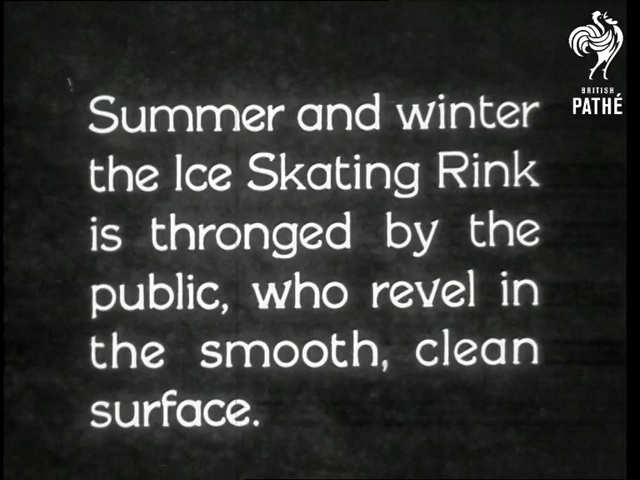 Summer and winter
the Ice Skating Rink
is thronged by the
public, who revel in
the smooth, clean
surface.
BRITISH
PATHÉ